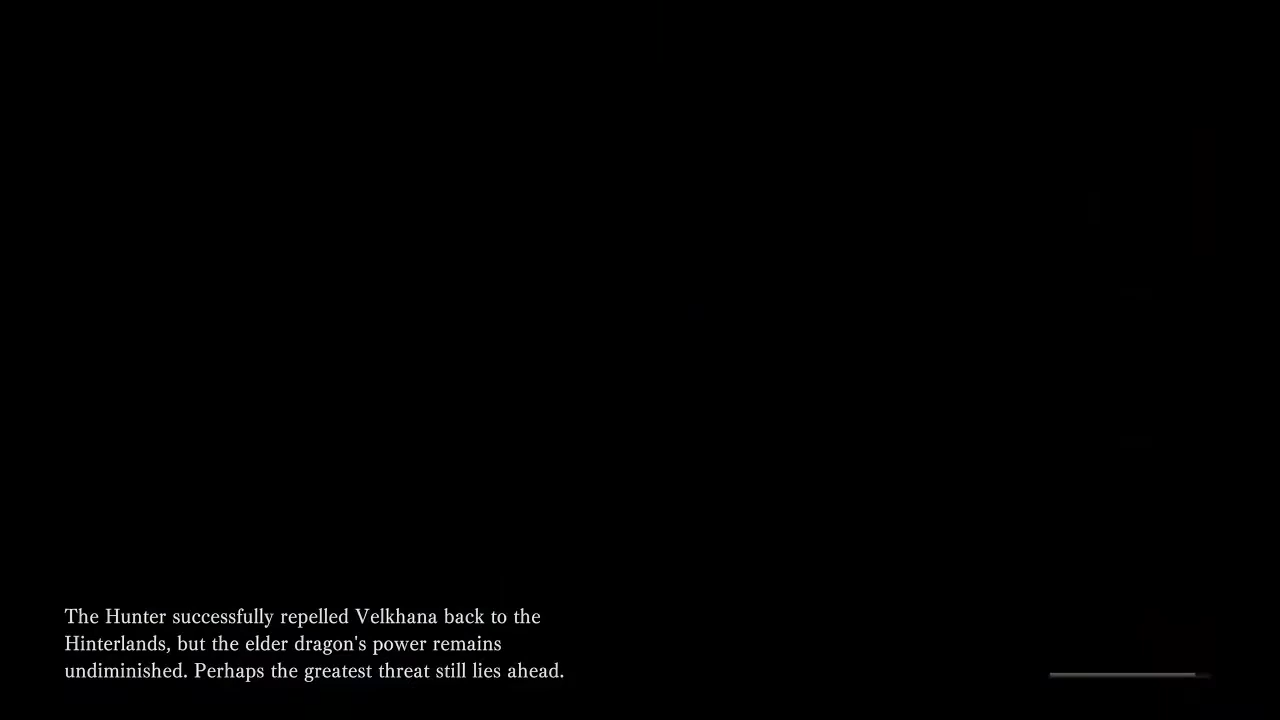 The Hunter successfully repelled Velkhana back to the
Hinterlands, but the elder dragon's power remains
undiminished. Perhaps the greatest threat still lies ahead.